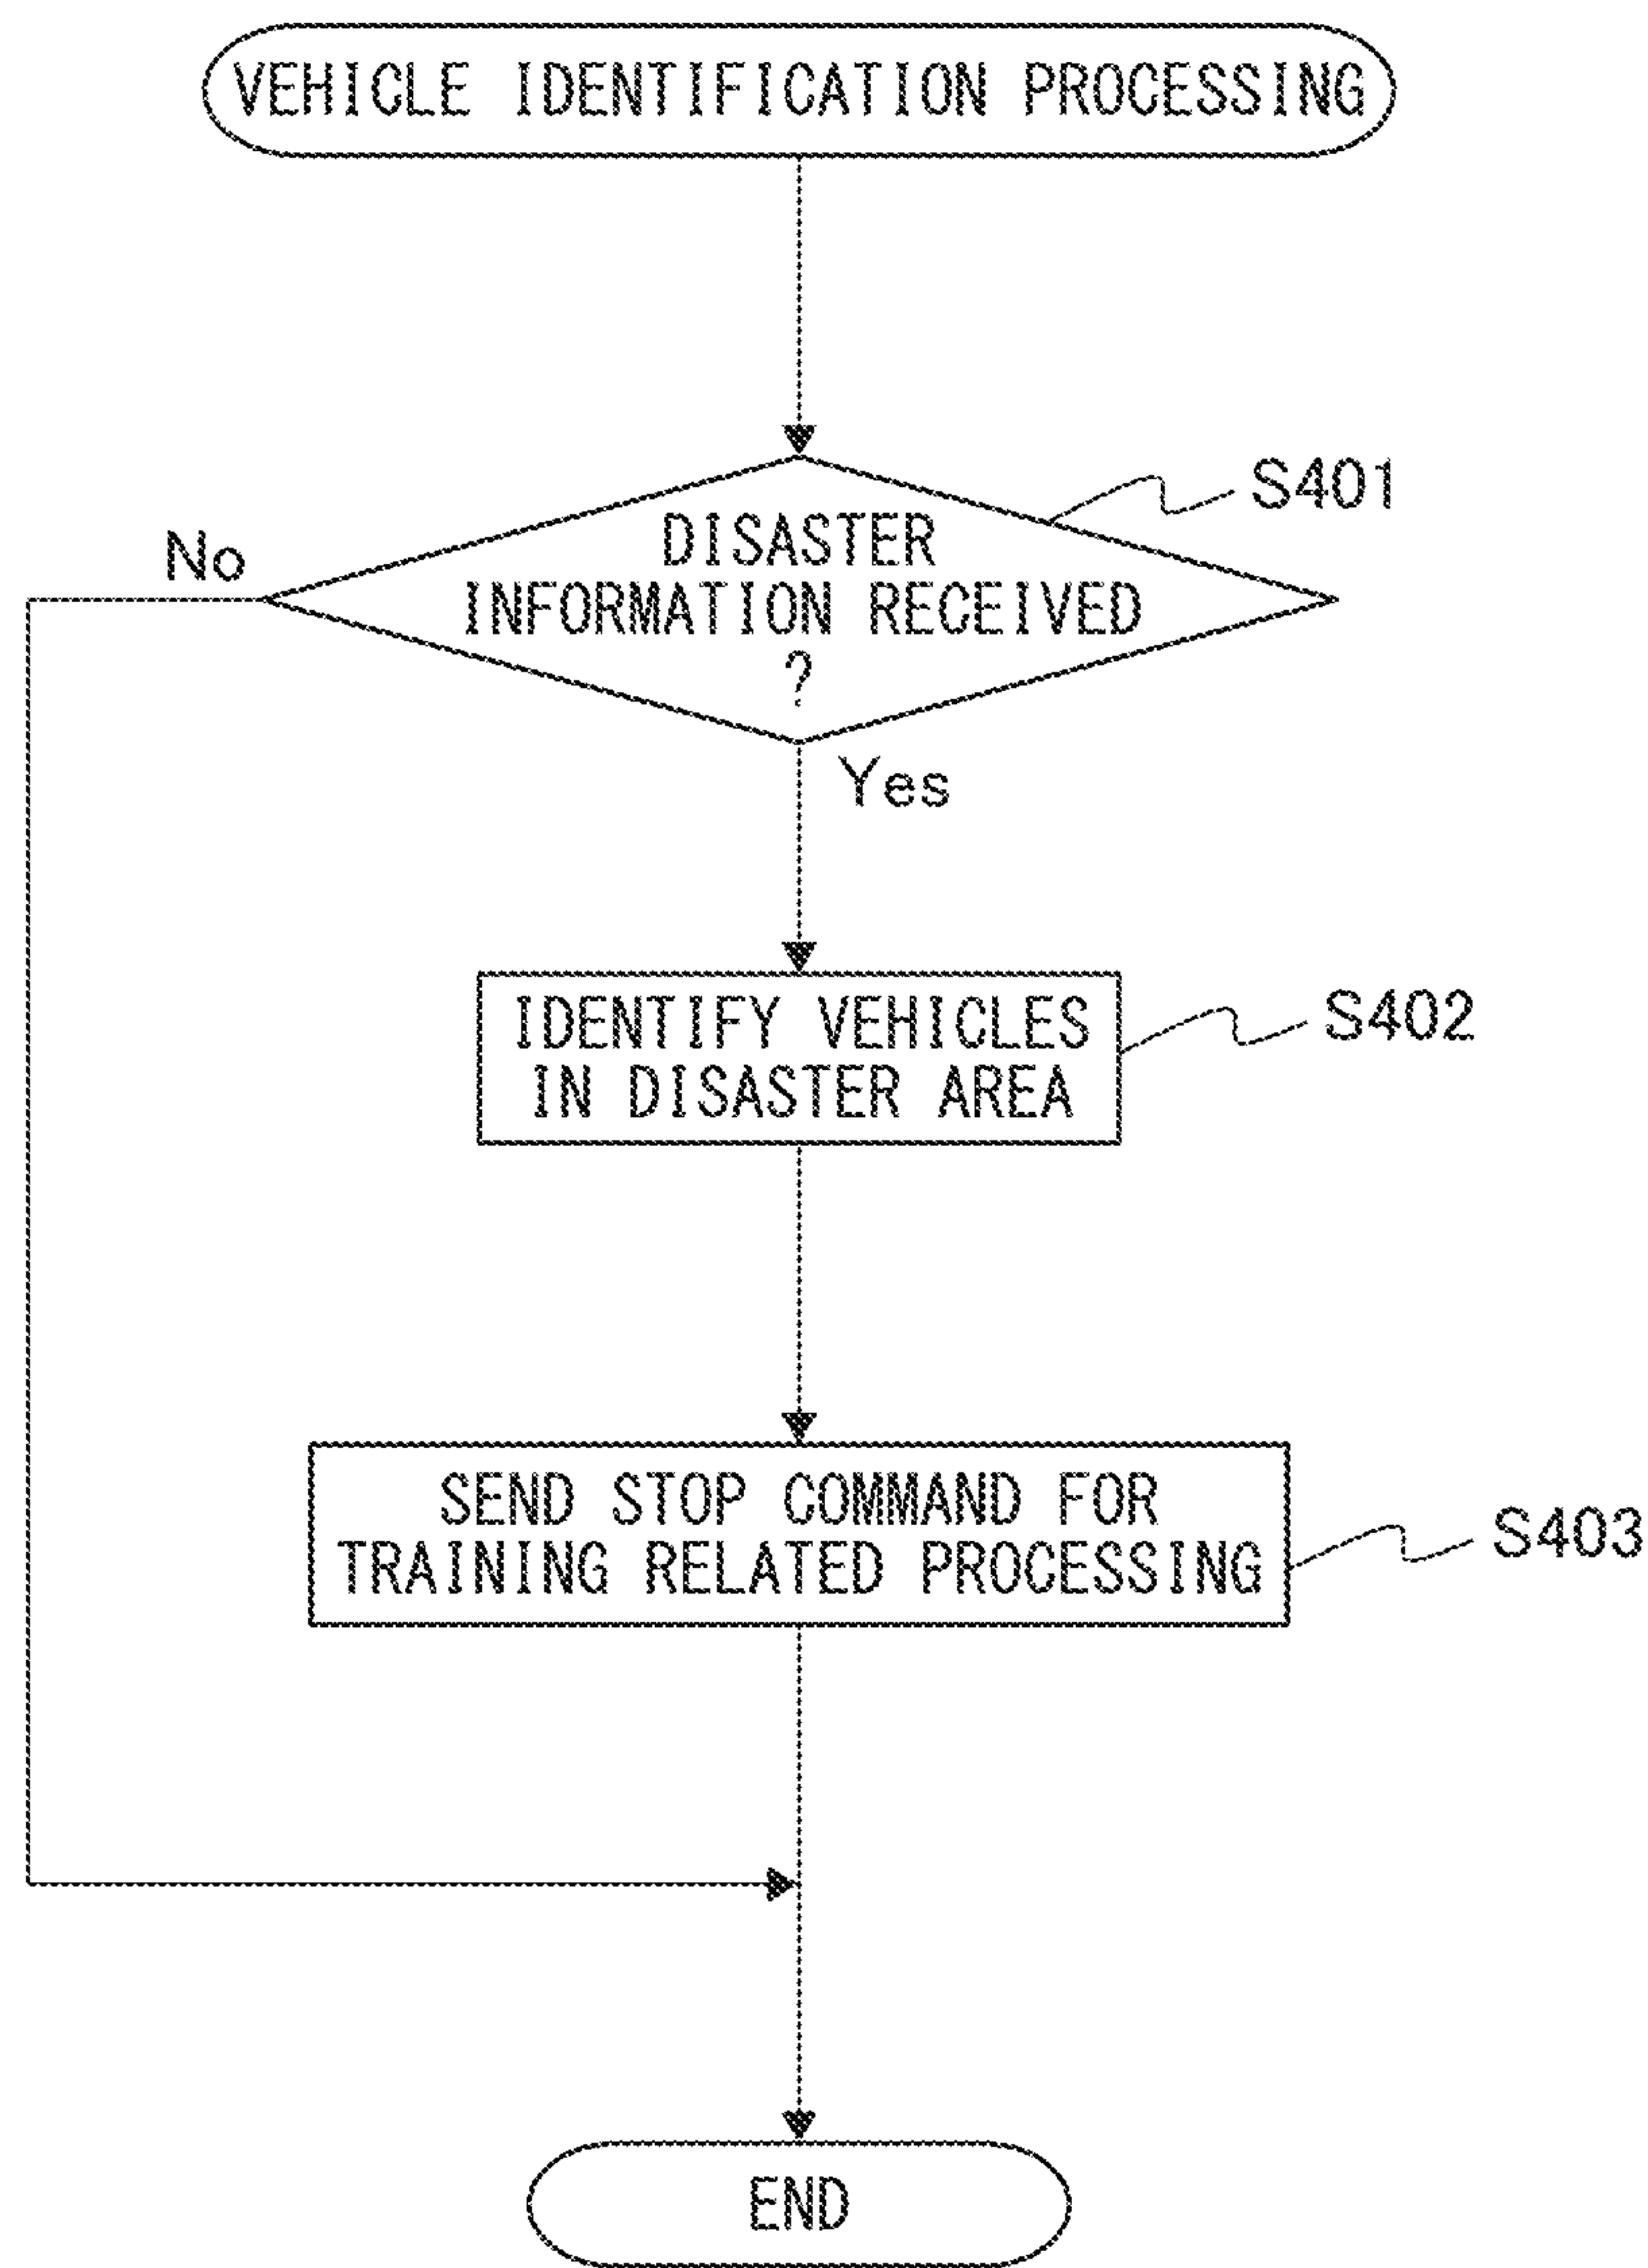 VEHICLE IDENTIFICATION PROCESSING
S401
DISASTER
INFORMATION RECEIVED
?
No
Yes
IDENTIFY VEHICLES
IN DISASTER AREA
S402
SEND STOP COMMAND FOR
TRAINING RELATED PROCESSING
S403
END